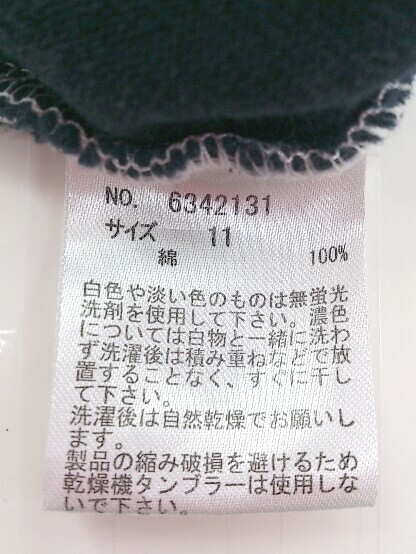 NO. 6342131
サイズ 11
綿 100%
白色や淡い色のものは無蛍光
洗剤を使用して下さい。濃色
については白物と一緒に洗わ
ず洗濯後は積み重ねなどで放
置することなく、すぐに干し
て下さい。
洗濯後は自然乾燥でお願いし
ます。
製品の縮み破損を避けるため
乾燥機タンブラーは使用しな
いで下さい。